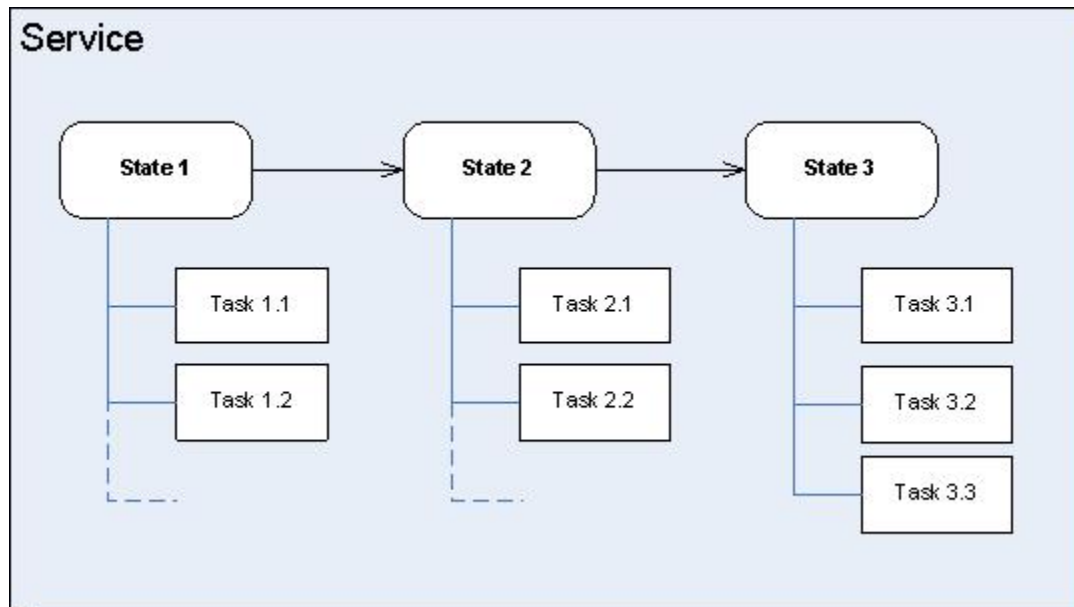 Service
State 1
State 2
State 3
Task 1.1
Task 2.1
Task 3.1
Task 1.2
Task 2.2
Task 3.2
Task 3.3